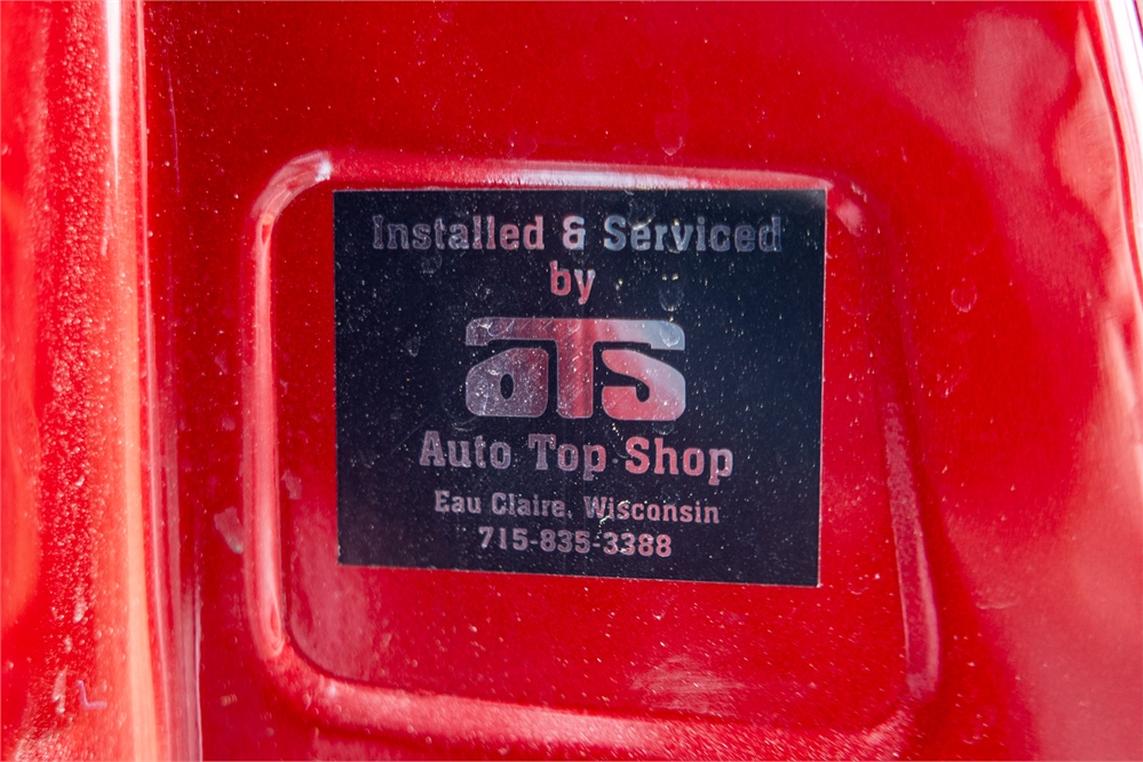 Installed & Serviced
by
aTS
Auto Top Shop
Eau Claire, Wisconsin
715-835-3388